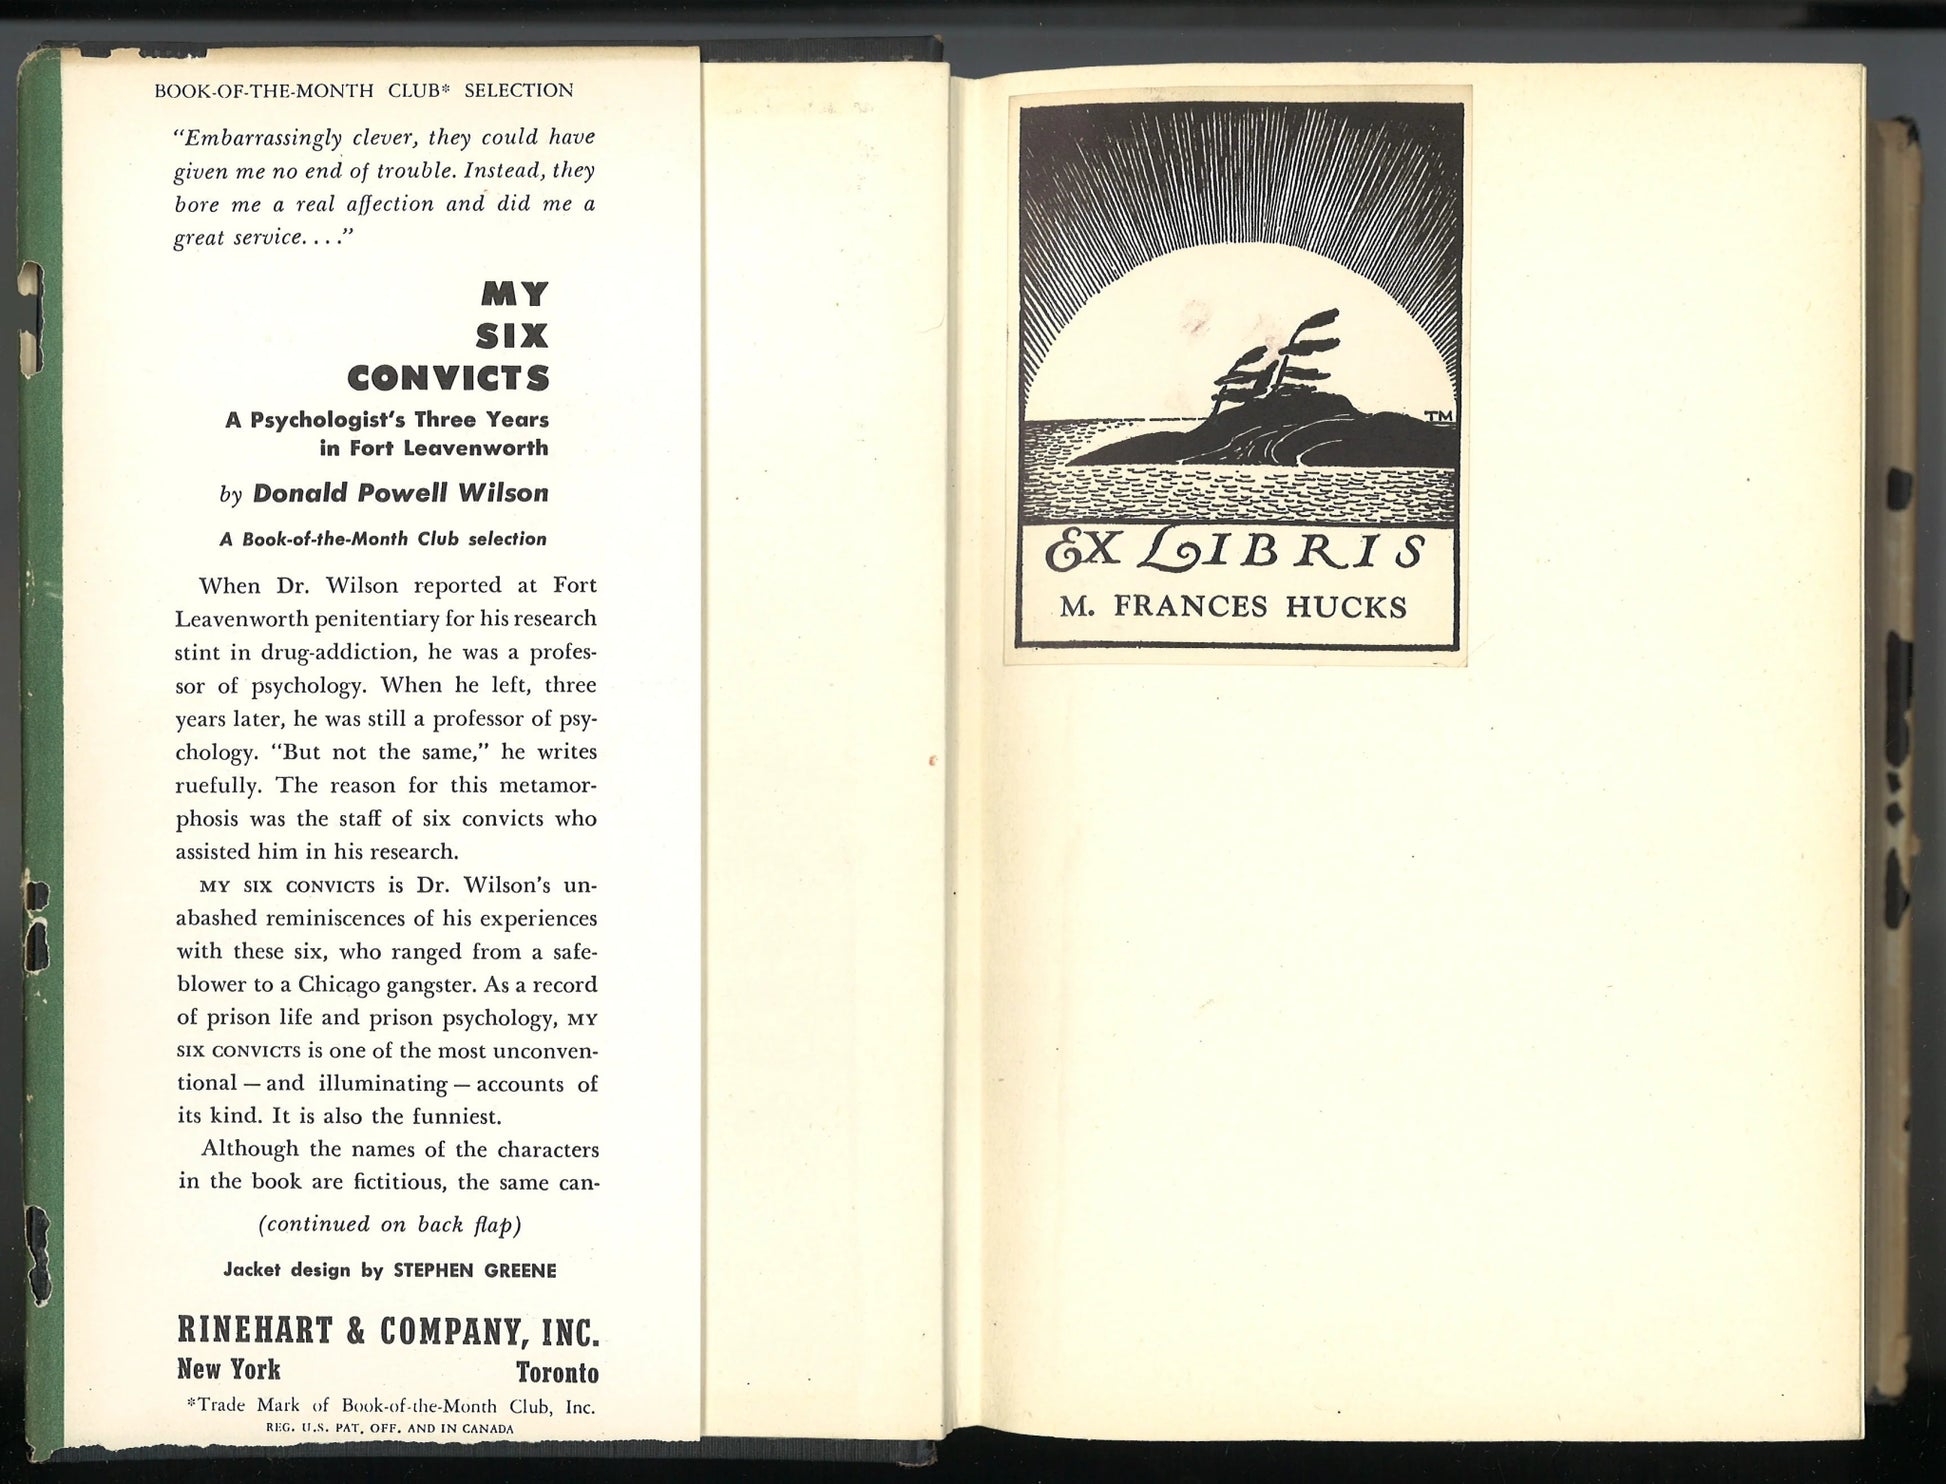 BOOK-OF-THE-MONTH CLUB* SELECTION
“Embarrassingly clever, they could have
given me no end of trouble. Instead, they
bore me a real affection and did me a
great service. . . .”
MY
SIX
CONVICTS
A Psychologist’s Three Years
in Fort Leavenworth
by Donald Powell Wilson
A Book-of-the-Month Club selection
When Dr. Wilson reported at Fort
Leavenworth penitentiary for his research
stint in drug-addiction, he was a profes-
sor of psychology. When he left, three
years later, he was still a professor of psy-
chology. “But not the same,” he writes
ruefully. The reason for this metamor-
phosis was the staff of six convicts who
assisted him in his research.
MY SIX CONVICTS is Dr. Wilson’s un-
abashed reminiscences of his experiences
with these six, who ranged from a safe-
blower to a Chicago gangster. As a record
of prison life and prison psychology, MY
SIX CONVICTS is one of the most unconven-
tional — and illuminating — accounts of
its kind. It is also the funniest.
Although the names of the characters
in the book are fictitious, the same can-
(continued on back flap)
Jacket design by STEPHEN GREENE
RINEHART & COMPANY, INC.
New York Toronto
*Trade Mark of Book-of-the-Month Club, Inc.
REG. U.S. PAT. OFF. AND IN CANADA
TM
EX LIBRIS
M. FRANCES HUCKS